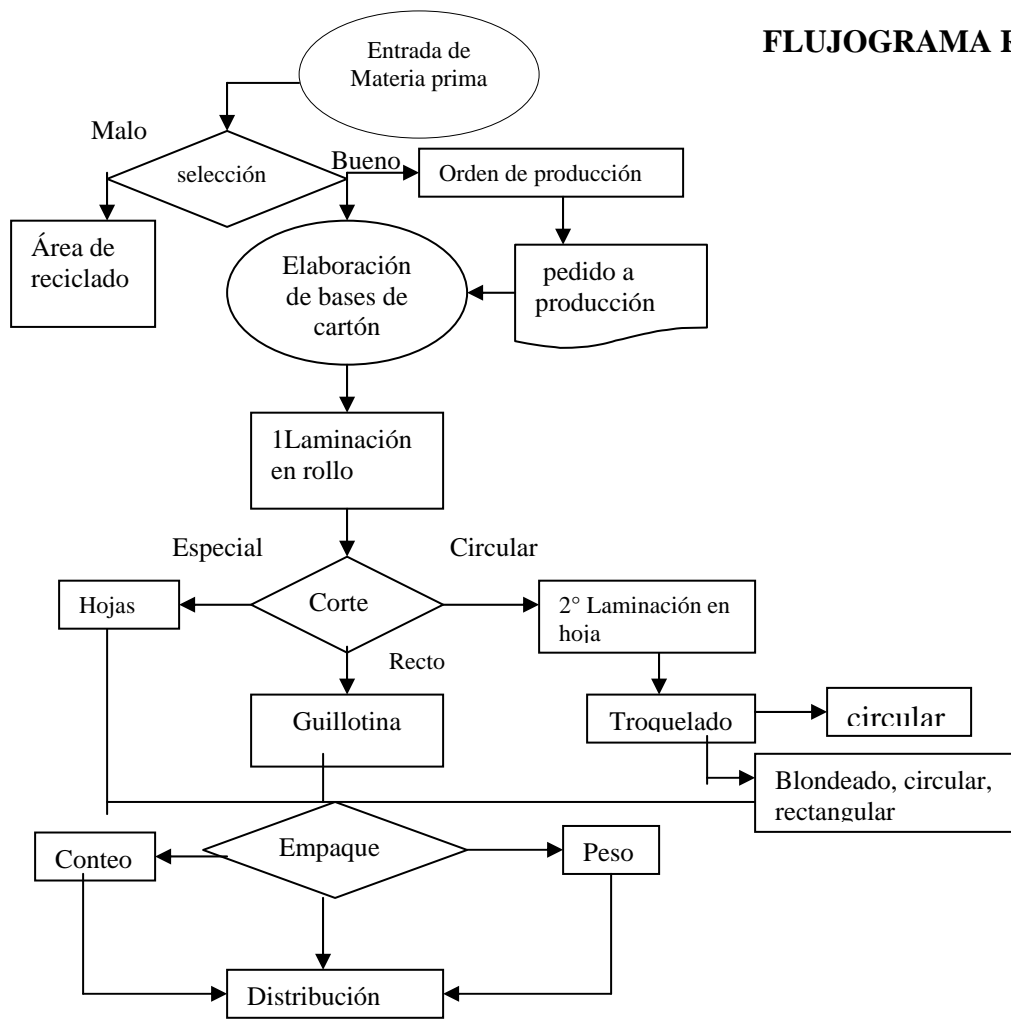 FLUJOGRAMA
Entrada de
Materia prima
Malo
selección
Bueno
Orden de producción
Área de
reciclado
Elaboración
de bases de
cartón
pedido a
producción
1Laminación
en rollo
Especial
Circular
Hojas
Corte
2° Laminación en
hoja
Recto
Guillotina
Troquelado
circular
Blondeado, circular,
rectangular
Conteo
Empaque
Peso
Distribución